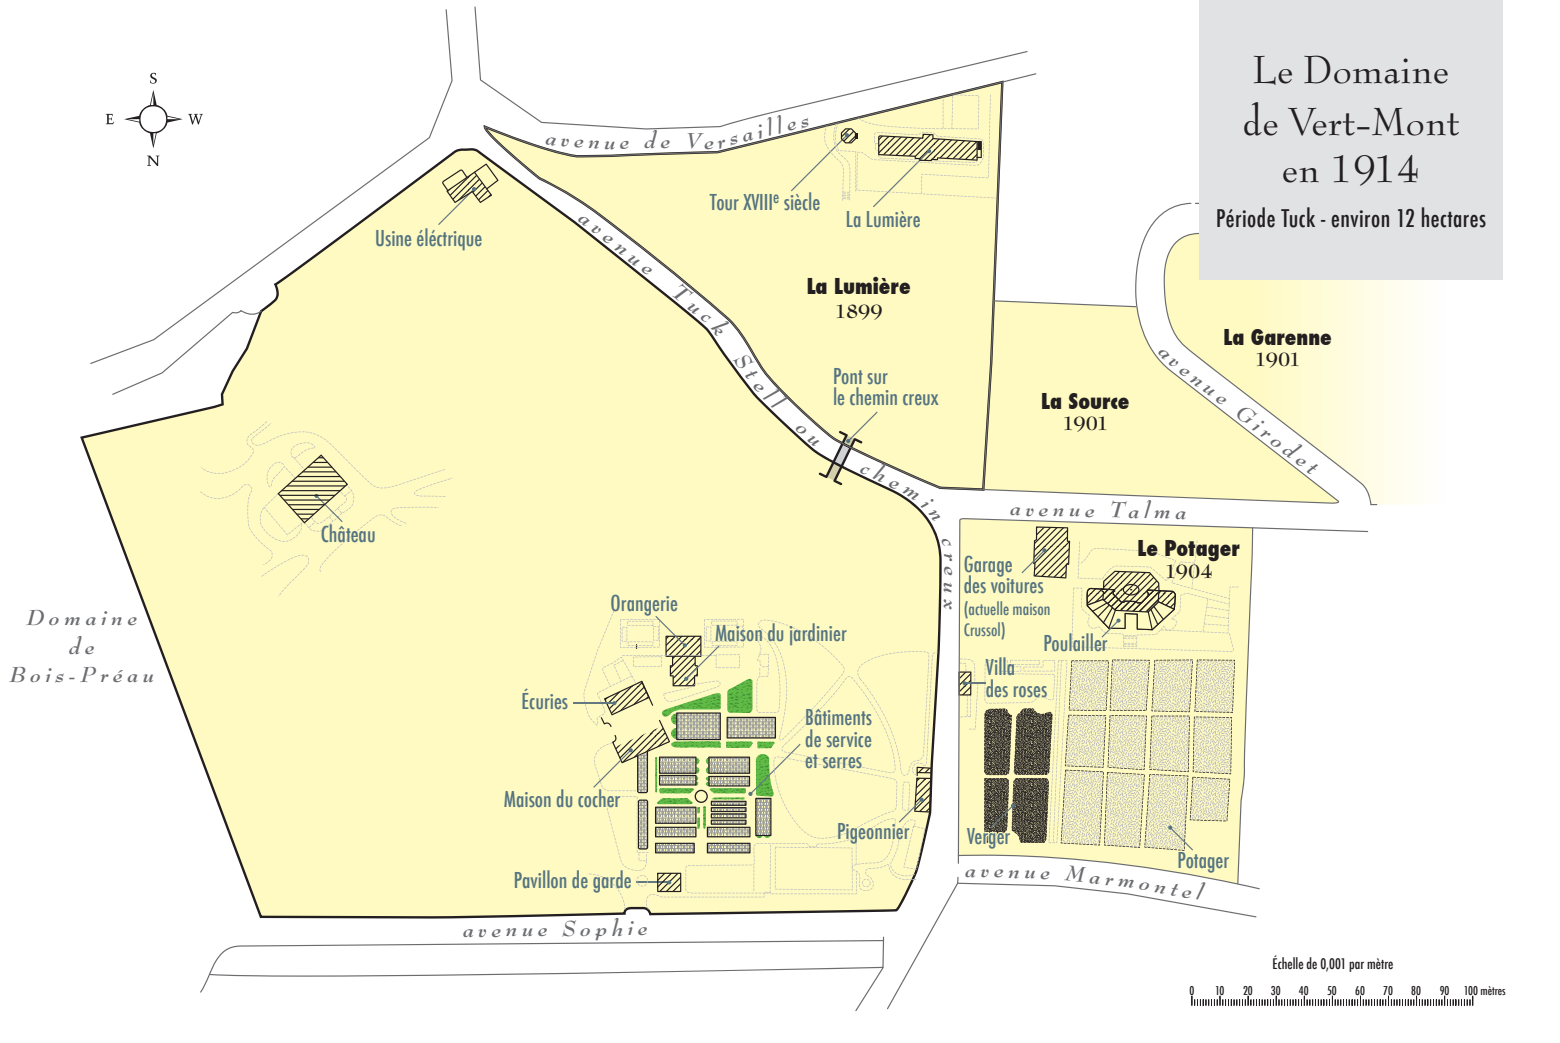 Le Domaine
de Vert-Mont
en 1914
Période Tuck - environ 12 hectares
S
E
W
N
avenue de Versailles
Tour XVIIIe siècle
La Lumière
Usine éléctrique
avenue Tuck Stell ou chemin creux
La Lumière
1899
La Garenne
1901
avenue Girodet
Pont sur
le chemin creux
La Source
1901
avenue Talma
Château
Le Potager
1904
Garage
des voitures
(actuelle maison
Crussol)
Poulailler
Domaine
de
Bois-Préau
Orangerie
Maison du jardinier
Villa
des roses
Écuries
Bâtiments
de service
et serres
Maison du cocher
Pigeonnier
Verger
Potager
Pavillon de garde
avenue Marmontel
avenue Sophie
Échelle de 0,001 par mètre
0 10 20 30 40 50 60 70 80 90 100 mètres